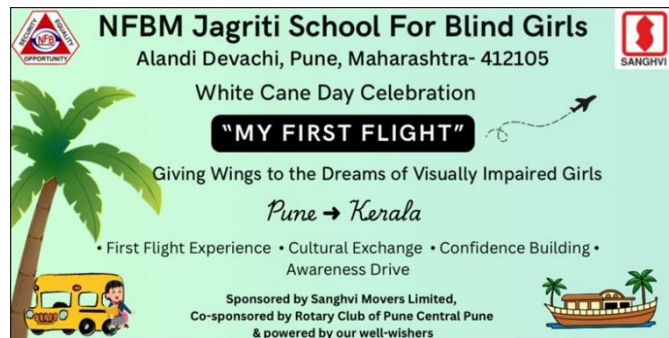 NFBM Jagriti School For Blind Girls
Alandi Devachi, Pune, Maharashtra- 412105
SECURITY
EQUALITY
NFB
OPPORTUNITY
SANGHVI
White Cane Day Celebration
"MY FIRST FLIGHT"
Giving Wings to the Dreams of Visually Impaired Girls
Pune → Kerala
• First Flight Experience • Cultural Exchange • Confidence Building •
Awareness Drive
Sponsored by Sanghvi Movers Limited,
Co-sponsored by Rotary Club of Pune Central Pune
& powered by our well-wishers